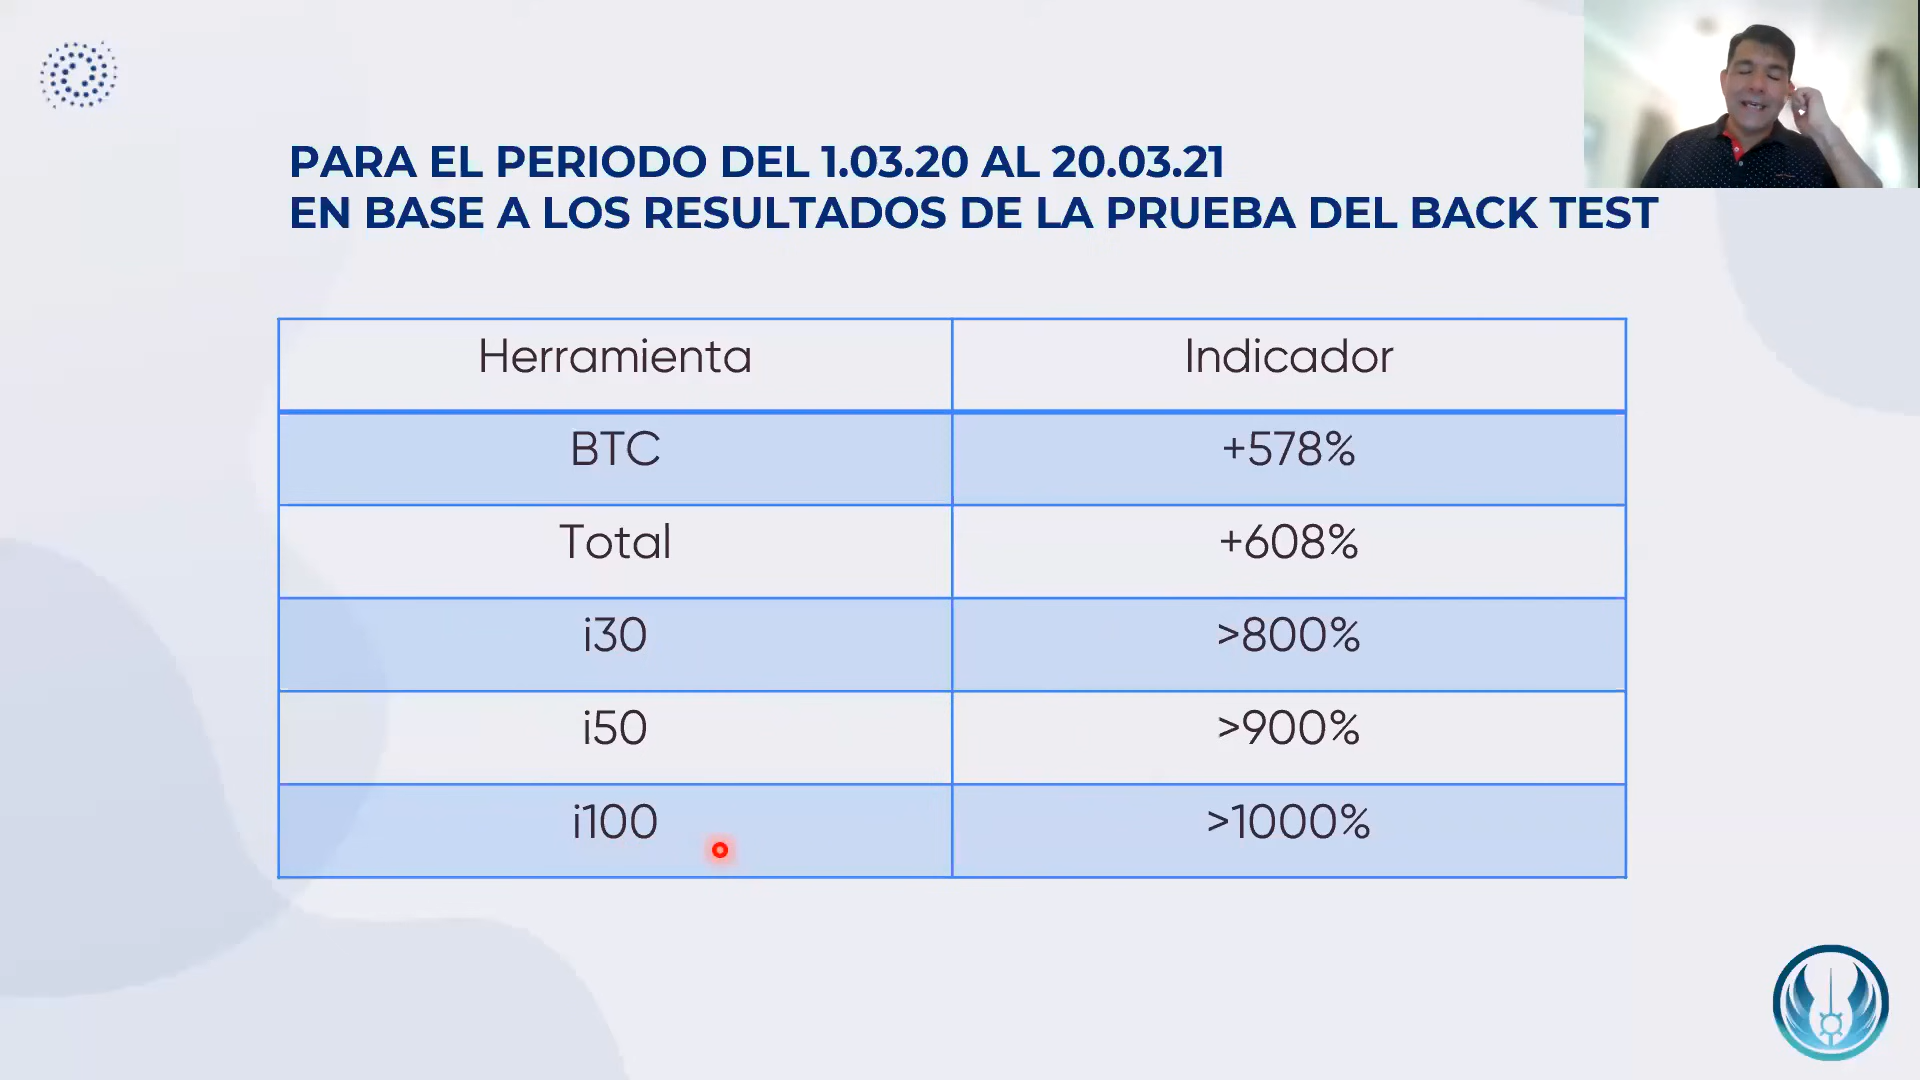 PARA EL PERIODO DEL 1.03.20 AL 20.03.21
EN BASE A LOS RESULTADOS DE LA PRUEBA DEL BACK TEST
Herramienta Indicador
BTC +578%
Total +608%
i30 >800%
i50 >900%
i100 >1000%